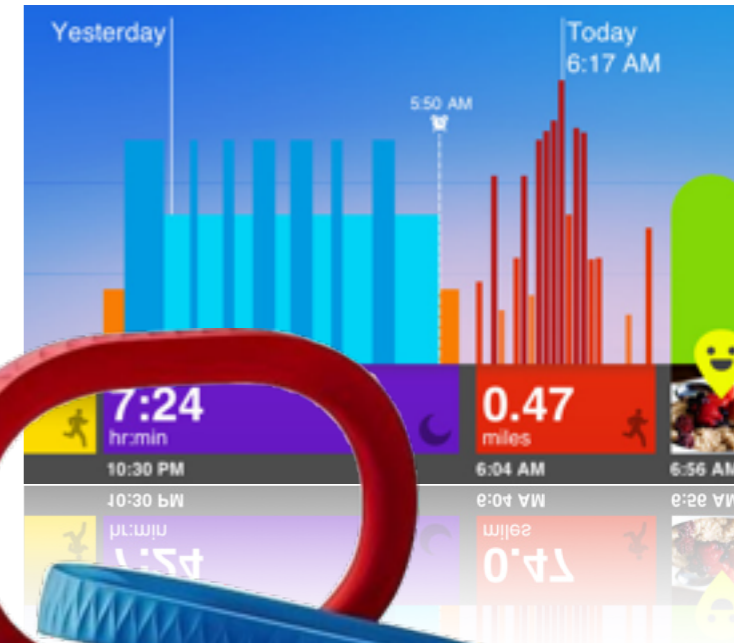 Yesterday
Today
6:17 AM
5:50 AM
7:24
hr:min
10:30 PM
0.47
miles
6:04 AM
6:56 AM